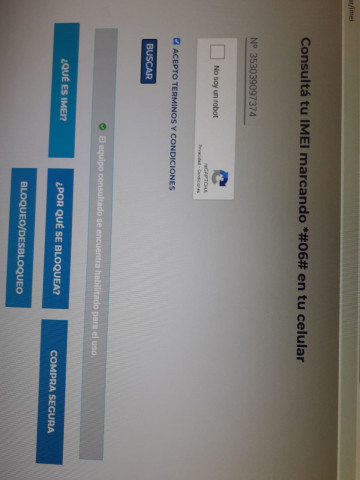 as/imei
Consultá tu IMEI marcando *#06# en tu celular
N° 353039097374
No soy un robot
reCAPTCHA
Privacidad - Condiciones
ACEPTO TERMINOS Y CONDICIONES
BUSCAR
El equipo consultado se encuentra habilitado para el uso.
¿QUÉ ES IMEI?
¿POR QUÉ SE BLOQUEA?
COMPRA SEGURA
BLOQUEO/DESBLOQUEO